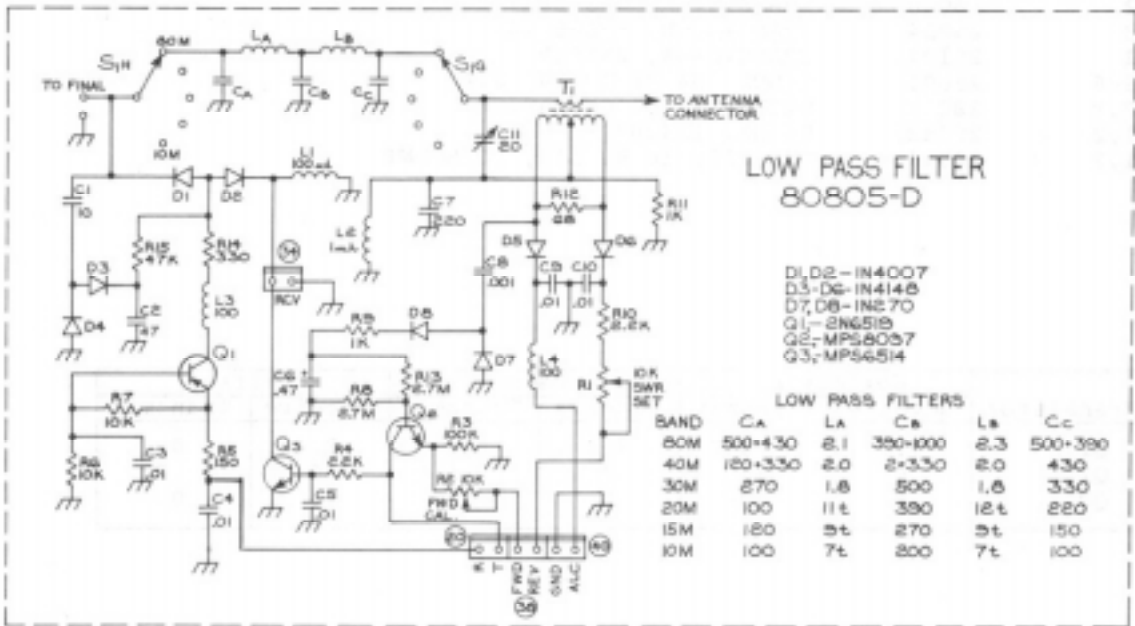 80M
LA
LB
S1H
S1G
TO FINAL
CA
CB
CC
T1
TO ANTENNA
CONNECTOR
C11
20
10M
L1
D1
D2
C1
10
LOW PASS FILTER
80805-D
C7
220
R12
68
R11
1K
R15
47K
R14
330
L2
1mh
D5
D6
34
C8
.001
C9
.01
C10
.01
D3
RCV
R10
2.2K
L3
100
C2
.47
R9
1K
D8
D4
D1,D2-1N4007
D3-D6-1N4148
D7,D8-1N270
Q1,-2N6519
Q2,-MPS8097
Q3,-MPS6514
Q1
D7
L4
100
10K
SWR
SET
R1
C6
.47
R13
2.7M
R8
2.7M
R7
10K
Q2
R3
100K
Q3
R4
2.2K
R6
10K
C3
.01
R5
150
R2 10K
FWD
CAL.
C4
.01
C5
.01
LOW PASS FILTERS
BAND CA LA CB LB CC
80M 500+430 2.1 390+1000 2.3 500+390
40M 120+330 2.0 2×330 2.0 430
30M 270 1.8 500 1.8 330
20M 100 11t 390 12t 220
15M 120 9t 270 9t 150
10M 100 7t 200 7t 100
R
T
FWD
REV
GND
ALC